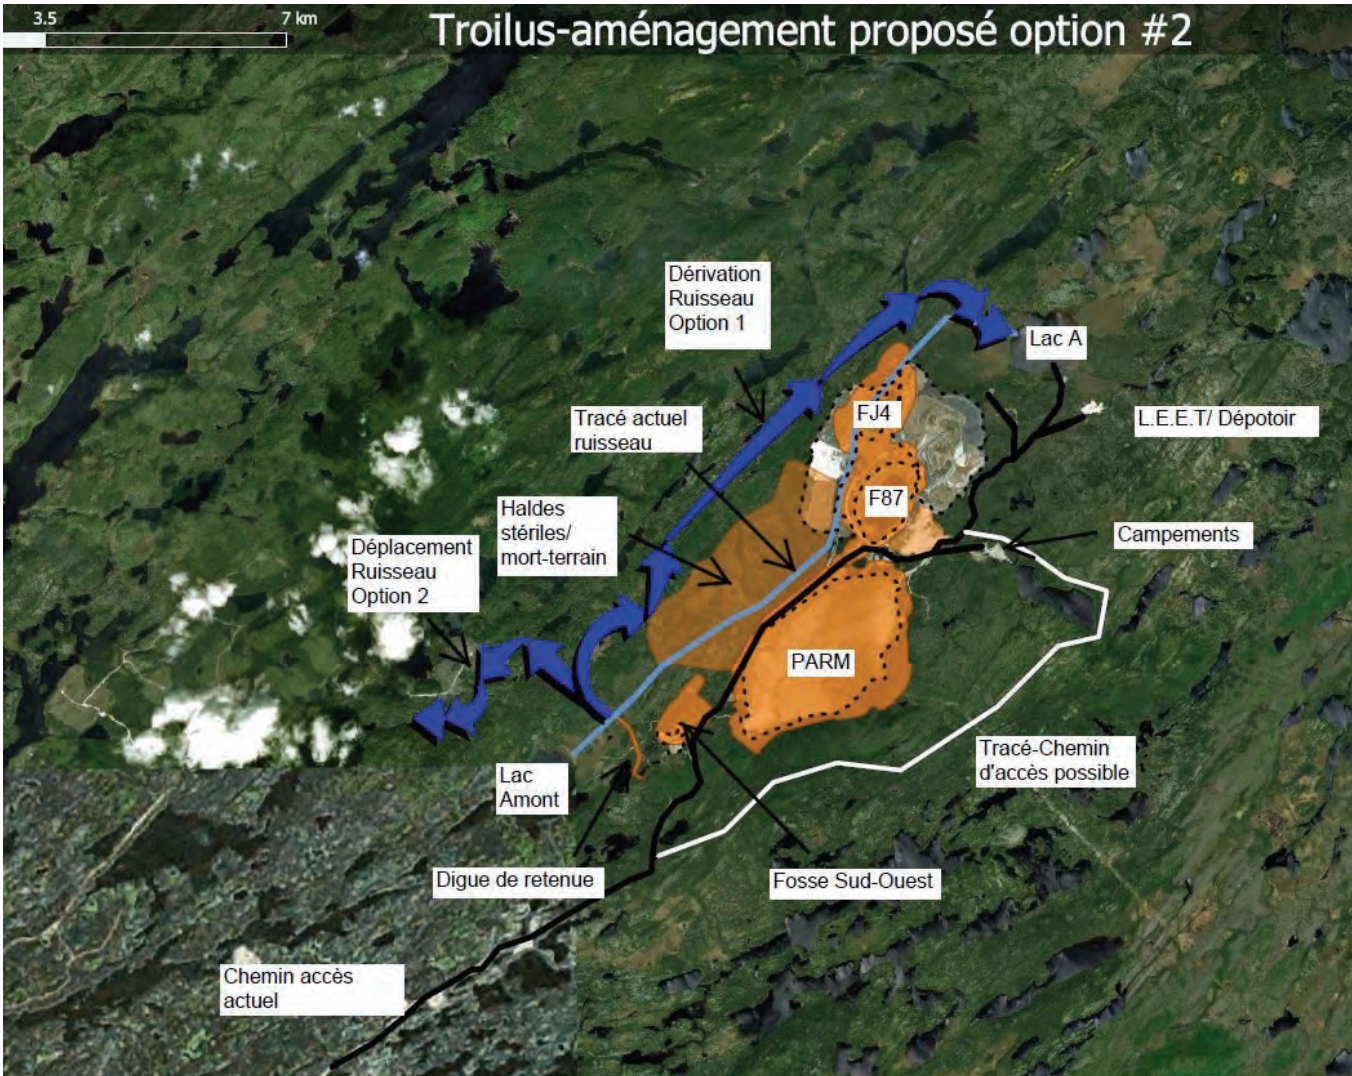 3.5
7 km
Troilus-aménagement proposé option #2
Dérivation
Ruisseau
Option 1
Lac A
Tracé actuel
ruisseau
FJ4
L.E.E.T/ Dépotoir
F87
Haldes
stériles/
mort-terrain
Campements
Déplacement
Ruisseau
Option 2
PARM
Tracé-Chemin
d'accès possible
Lac
Amont
Digue de retenue
Fosse Sud-Ouest
Chemin accès
actuel